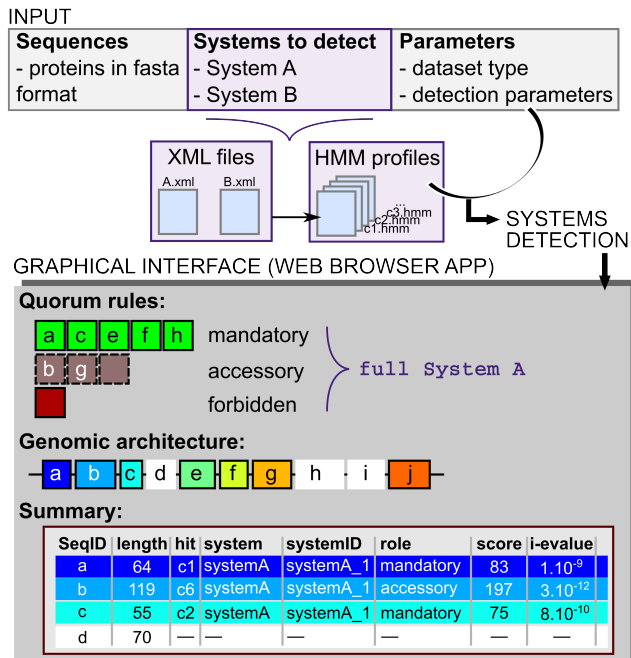 INPUT
Sequences
- proteins in fasta
format
Systems to detect
- System A
- System B
Parameters
- dataset type
- detection parameters
XML files
A.xml B.xml
HMM profiles
...
c3.hmm
c2.hmm
c1.hmm
SYSTEMS
DETECTION
GRAPHICAL INTERFACE (WEB BROWSER APP)
Quorum rules:
a c e f h mandatory
b g accessory
forbidden
full System A
Genomic architecture:
a b c d e f g h i j
Summary:
SeqID length hit system systemID role score i-evalue
a 64 c1 systemA systemA_1 mandatory 83 1.10⁻⁹
b 119 c6 systemA systemA_1 accessory 197 3.10⁻¹²
c 55 c2 systemA systemA_1 mandatory 75 8.10⁻¹⁰
d 70 — — — — — —